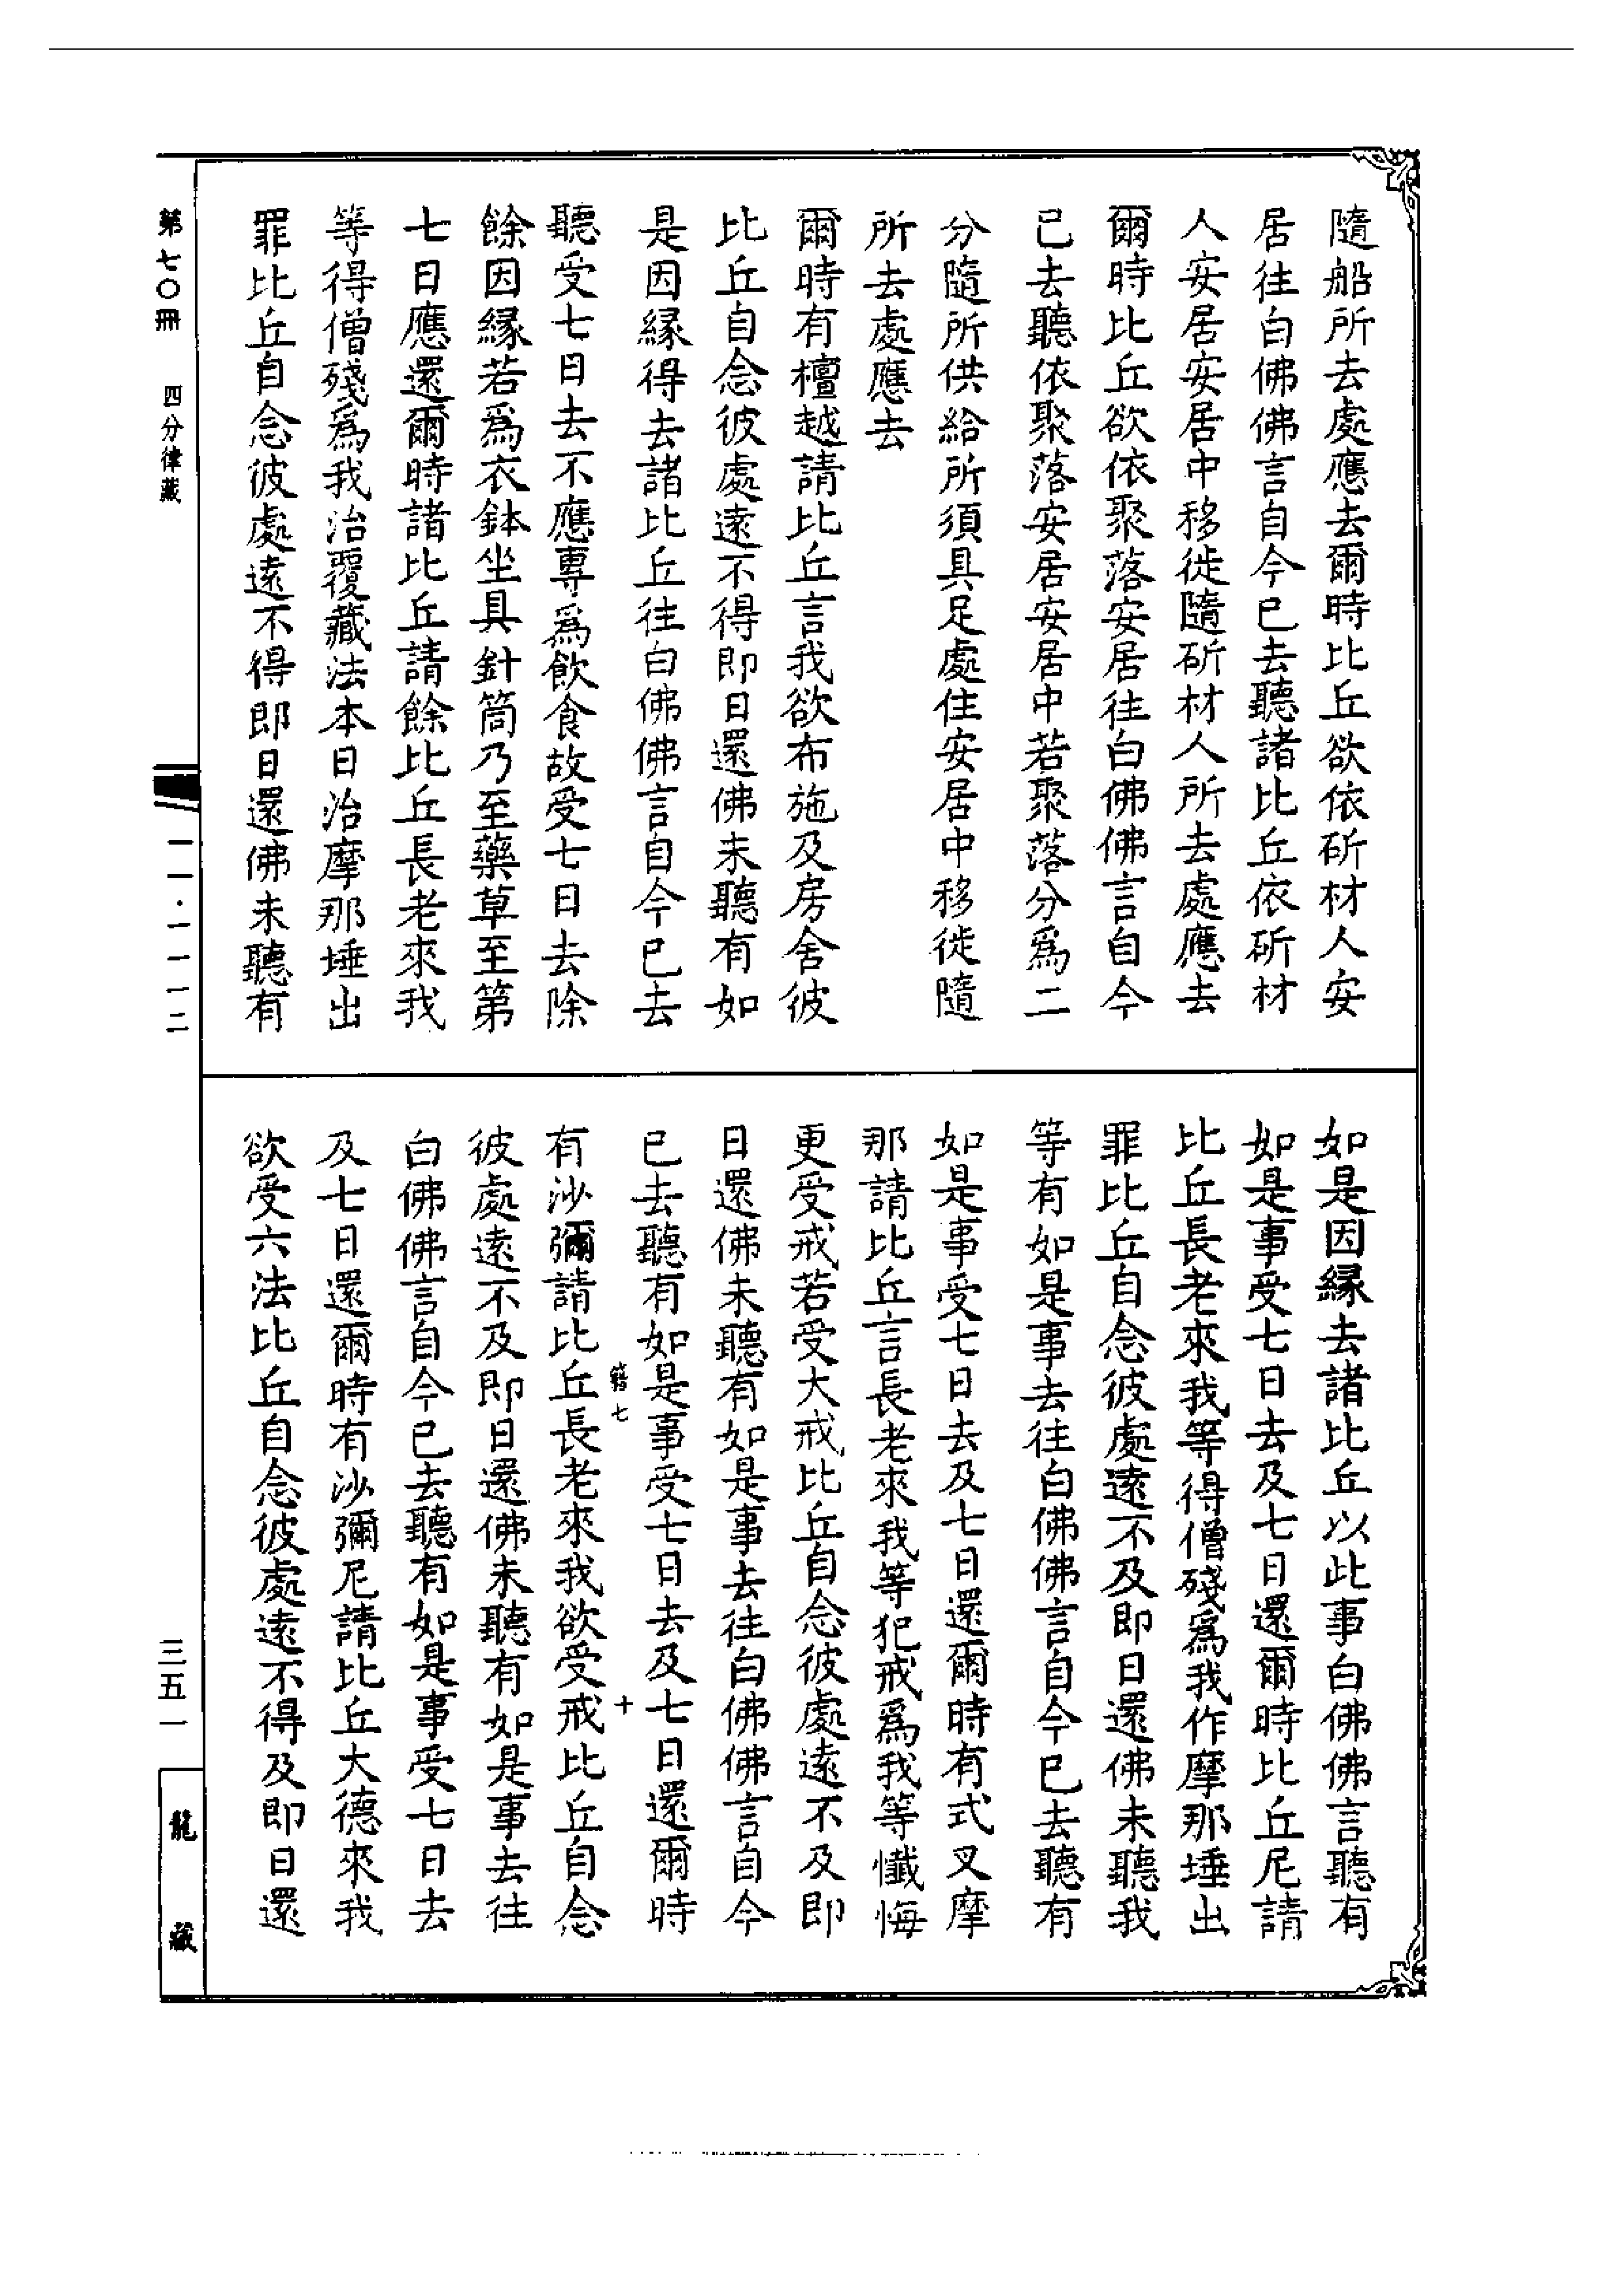 隨船所去處應去爾時比丘欲依斫材人安
居往白佛佛言自今已去聽諸比丘依斫材
人安居安居中移徙隨斫材人所去處應去
爾時比丘欲依聚落安居往白佛佛言自今
已去聽依聚落安居安居中若聚落分爲二
分隨所供給所須具足處住安居中移徙隨
所去處應去
爾時有檀越請比丘言我欲布施及房舍彼
比丘自念彼處遠不得即日還佛未聽有如
是因緣得去諸比丘往白佛佛言自今已去
聽受七日去不應專爲飲食故受七日去除
餘因緣若爲衣鉢坐具針筒乃至藥草至第
七日應還爾時諸比丘請餘比丘長老來我
等得僧殘爲我治覆藏法本日治摩那埵出
罪比丘自念彼處遠不得即日還佛未聽有
如是因緣去諸比丘以此事白佛佛言聽有
如是事受七日去及七日還爾時比丘尼請
比丘長老來我等得僧殘爲我作摩那埵出
罪比丘自念彼處遠不及即日還佛未聽我
等有如是事去往白佛佛言自今已去聽有
如是事受七日去及七日還爾時有式叉摩
那請比丘言長老來我等犯戒爲我等懺悔
更受戒若受大戒比丘自念彼處遠不及即
日還佛未聽有如是事去往白佛佛言自今
已去聽有如是事受七日去及七日還爾時
籍七 十
有沙彌請比丘長老來我欲受戒比丘自念
彼處遠不及即日還佛未聽有如是事去往
白佛佛言自今已去聽有如是事受七日去
及七日還爾時有沙彌尼請比丘大德來我
欲受六法比丘自念彼處遠不得及即日還
第七〇冊 四分律藏
一一·一一一二
三五一
龍藏